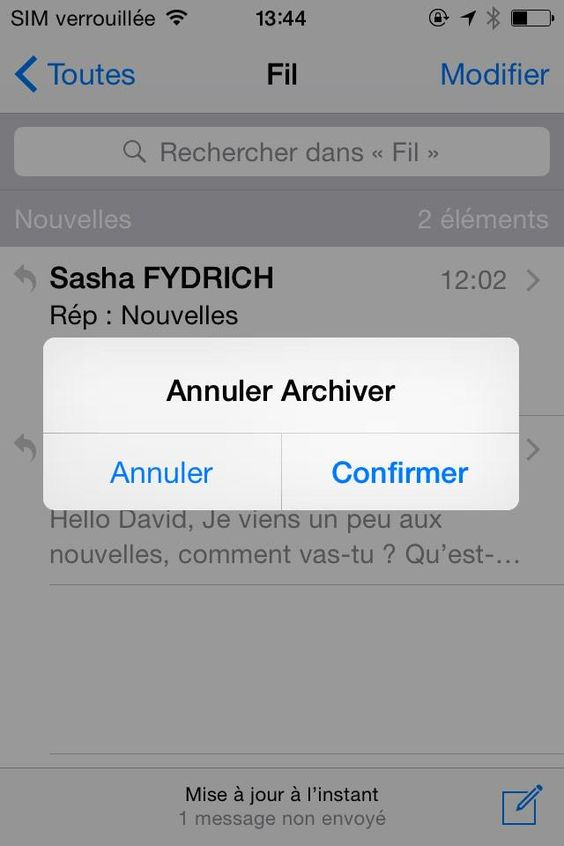 SIM verrouillée 13:44
Toutes Fil Modifier
Rechercher dans « Fil »
Nouvelles 2 éléments
Sasha FYDRICH 12:02
Rép : Nouvelles
Annuler Archiver
Annuler Confirmer
Hello David, Je viens un peu aux
nouvelles, comment vas-tu ? Qu’est-…
Mise à jour à l’instant
1 message non envoyé